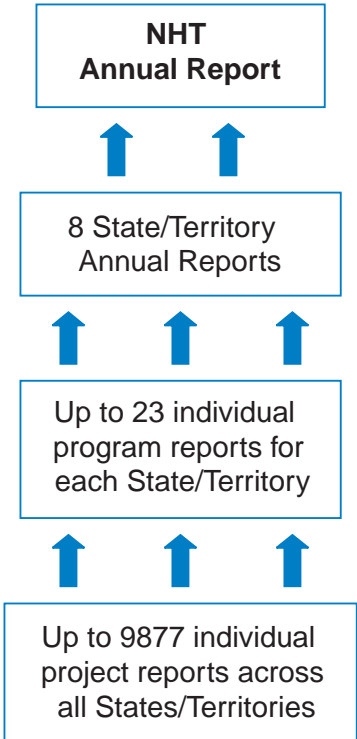 NHT
Annual Report
8 State/Territory
Annual Reports
Up to 23 individual
program reports for
each State/Territory
Up to 9877 individual
project reports across
all States/Territories